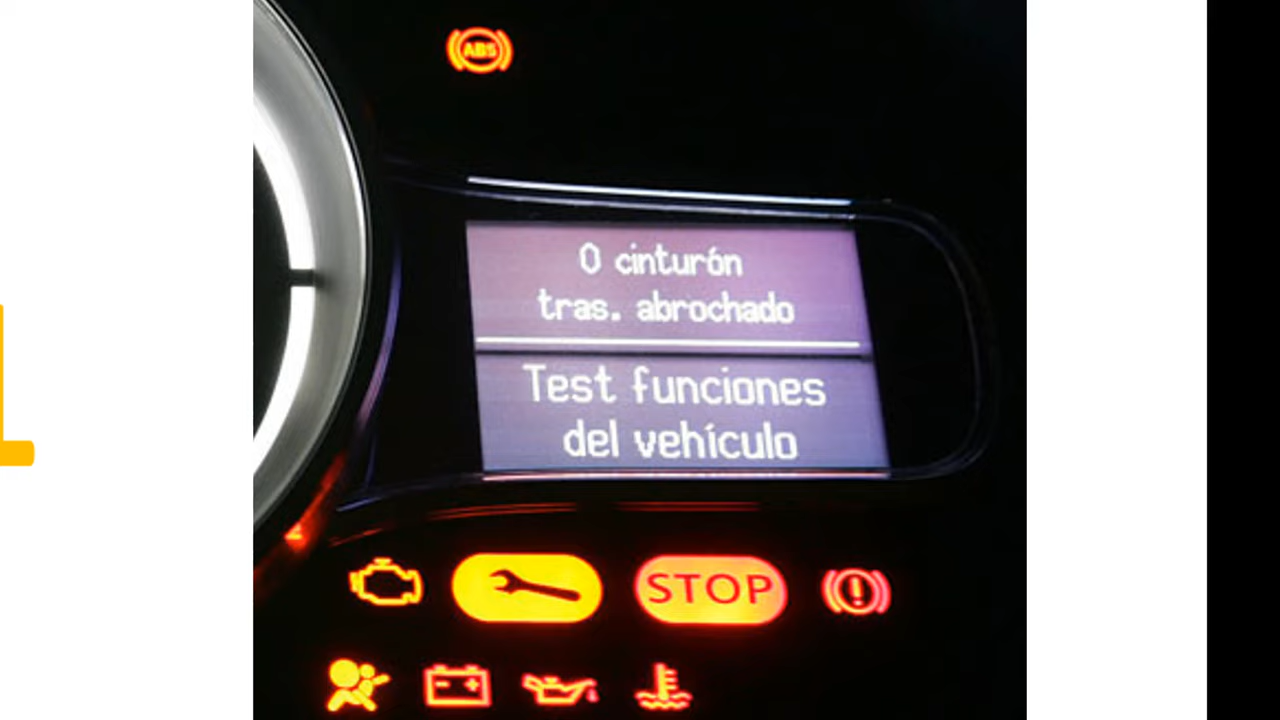 ABS
0 cinturón
tras. abrochado
Test funciones
del vehículo
STOP